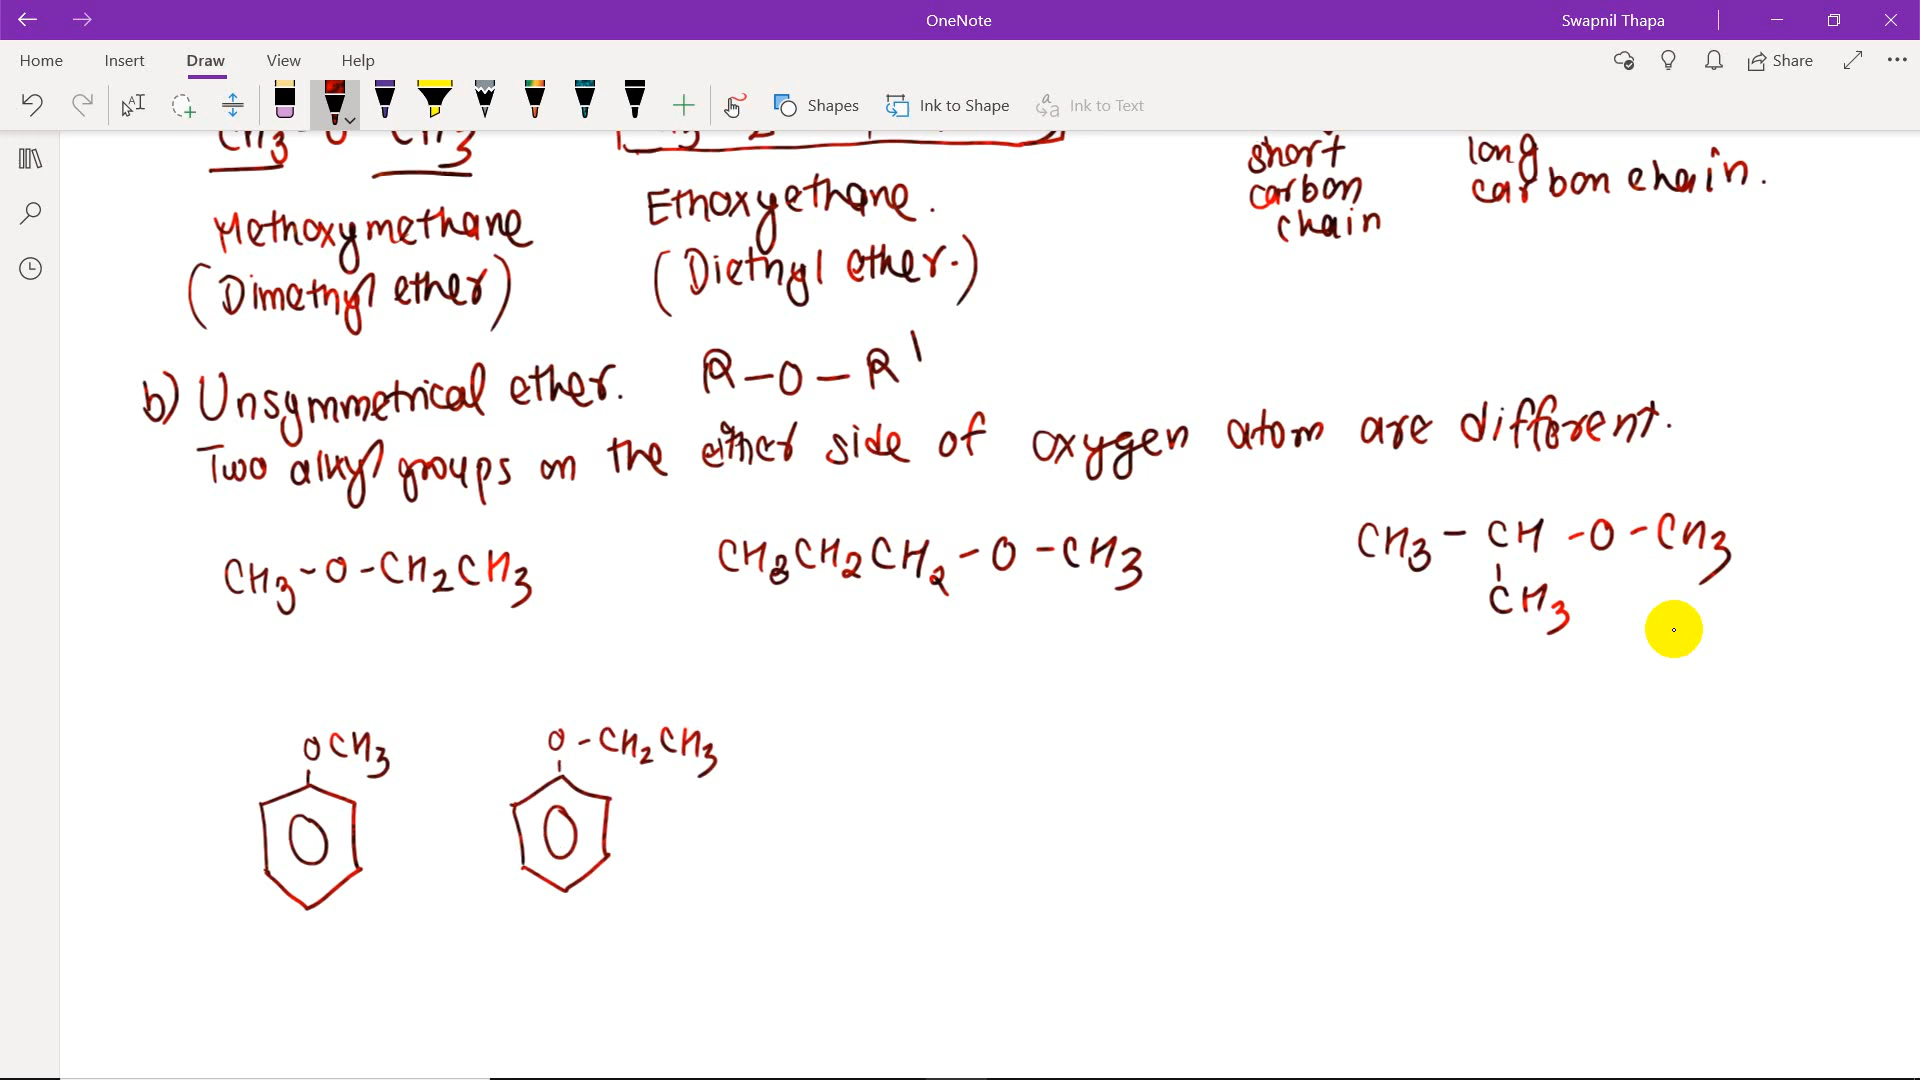 OneNote
Swapnil Thapa
Home Insert Draw View Help
Share
Shapes Ink to Shape Ink to Text
CH3 - O - CH3
short carbon chain
long carbon chain.
Methoxymethane
(Dimethyl ether)
Ethoxyethane.
(Diethyl ether.)
b) Unsymmetrical ether. R-O-R'
Two alkyl groups on the either side of oxygen atom are different.
CH3-O-CH2CH3
CH3CH2CH2-O-CH3
CH3-CH-O-CH3
CH3
OCH3
O-CH2CH3